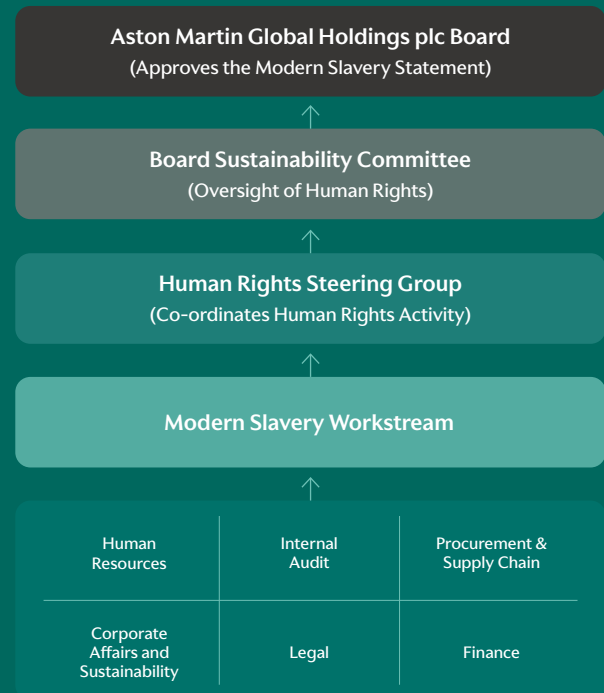 Aston Martin Global Holdings plc Board
(Approves the Modern Slavery Statement)
Board Sustainability Committee
(Oversight of Human Rights)
Human Rights Steering Group
(Co-ordinates Human Rights Activity)
Modern Slavery Workstream
Human
Resources
Internal
Audit
Procurement &
Supply Chain
Corporate
Affairs and
Sustainability
Legal
Finance